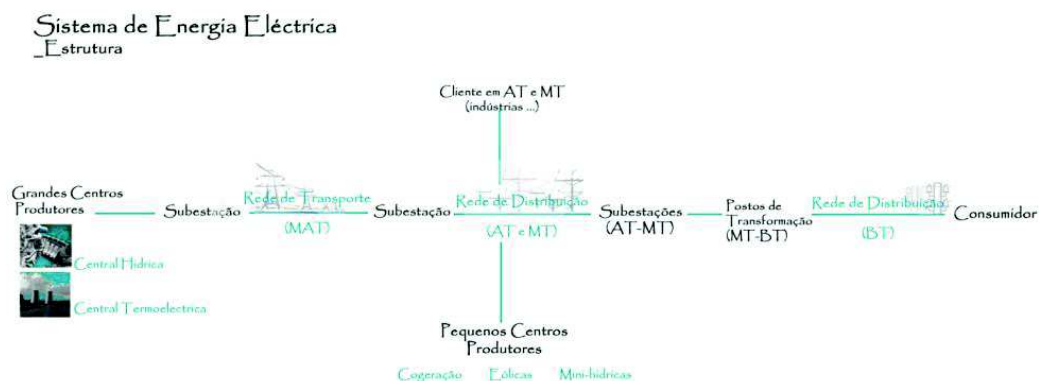 Sistema de Energia Eléctrica
_Estrutura
Cliente em AT e MT
(indústrias ...)
Grandes Centros
Produtores
Subestação
Rede de Transporte
(MAT)
Subestação
Rede de Distribuição
(AT e MT)
Subestações
(AT-MT)
Postos de
Transformação
(MT-BT)
Rede de Distribuição
(BT)
Consumidor
Central Hídrica
Central Termoelectrica
Pequenos Centros
Produtores
Cogeração Eólicas Mini-hídricas